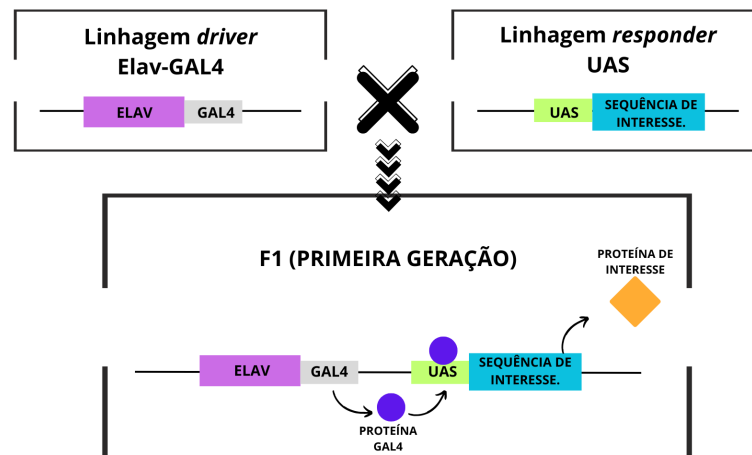 Linhagem driver
Elav-GAL4
ELAV
GAL4
Linhagem responder
UAS
UAS
SEQUÊNCIA DE
INTERESSE.
F1 (PRIMEIRA GERAÇÃO)
PROTEÍNA DE
INTERESSE
ELAV
GAL4
UAS
SEQUÊNCIA DE
INTERESSE.
PROTEÍNA
GAL4